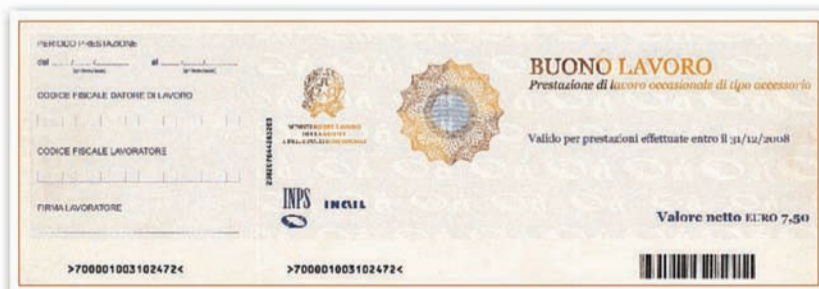 PERIODO PRESTAZIONE
dal ...../...../..... al ...../...../.....
CODICE FISCALE DATORE DI LAVORO
CODICE FISCALE LAVORATORE
FIRMA LAVORATORE
>700001003102472<
INPS INAIL
>700001003102472<
BUONO LAVORO
Prestazione di lavoro occasionale di tipo accessorio
Valido per prestazioni effettuate entro il 31/12/2008
Valore netto EURO 7,50